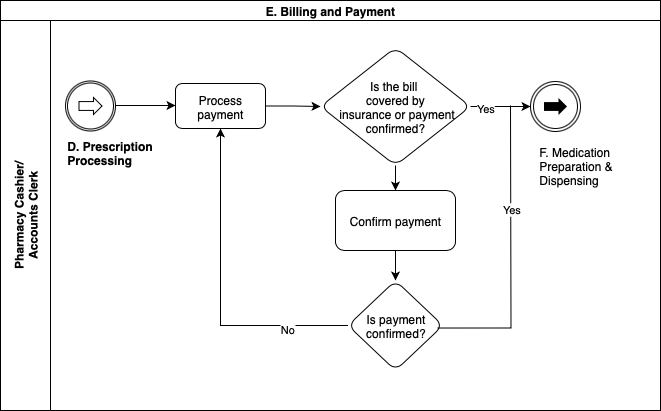 E. Billing and Payment
Pharmacy Cashier/
Accounts Clerk
D. Prescription
Processing
Process
payment
Is the bill
covered by
insurance or payment
confirmed?
Yes
F. Medication
Preparation &
Dispensing
Confirm payment
Yes
Is payment
confirmed?
No